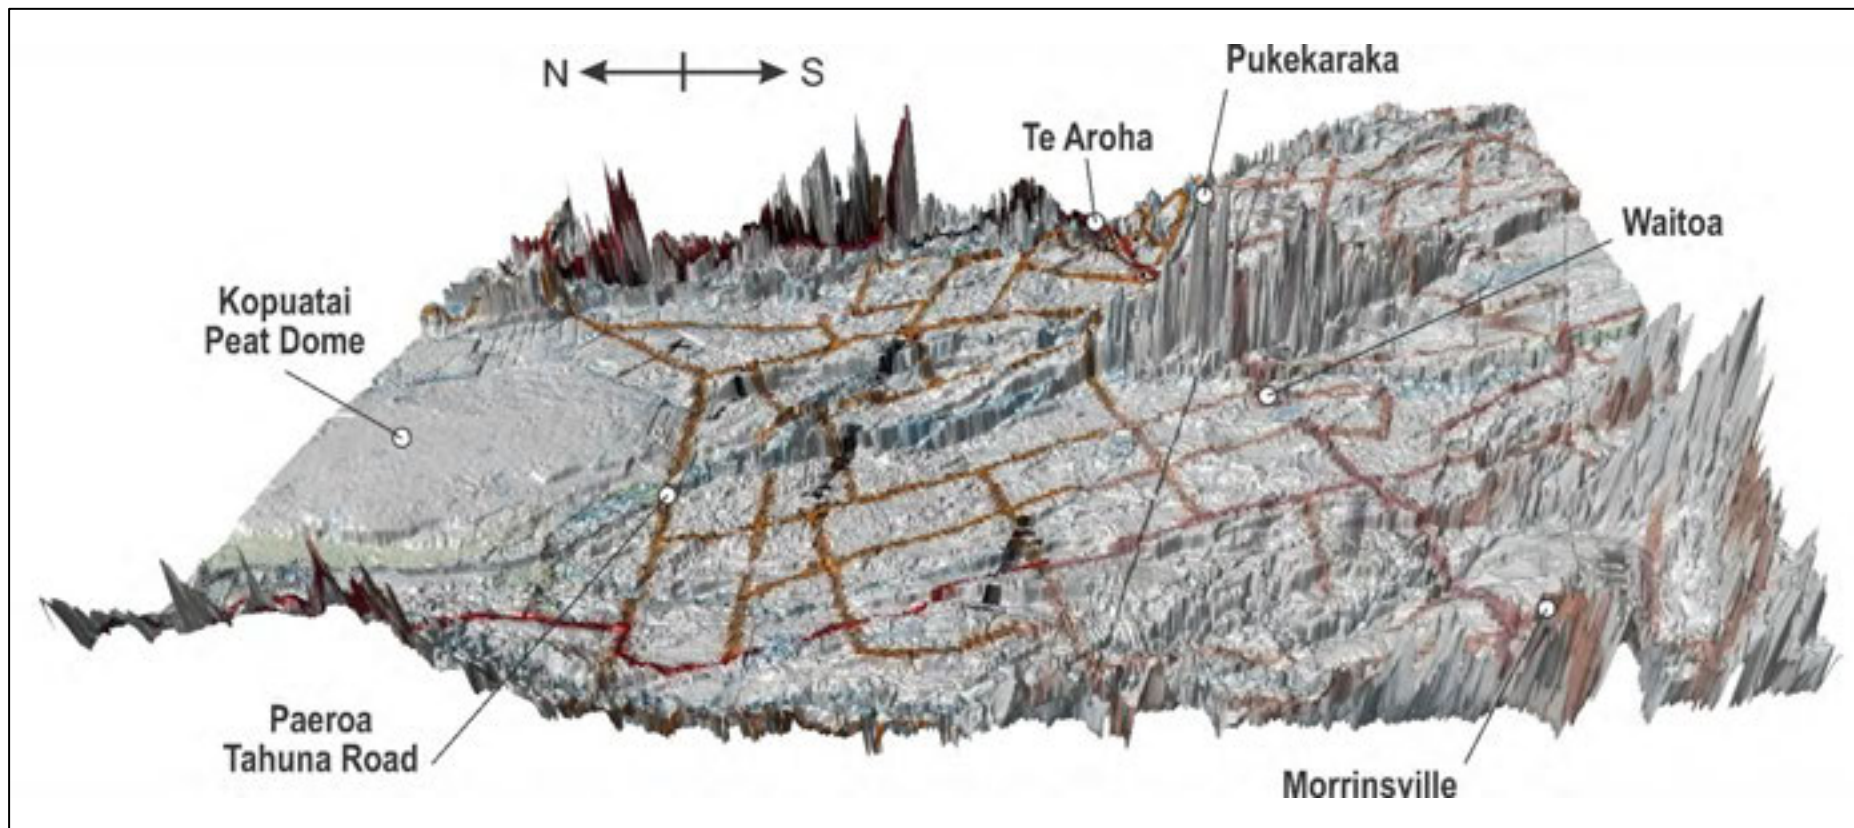 N S
Pukekaraka
Te Aroha
Waitoa
Kopuatai
Peat Dome
Paeroa
Tahuna Road
Morrinsville